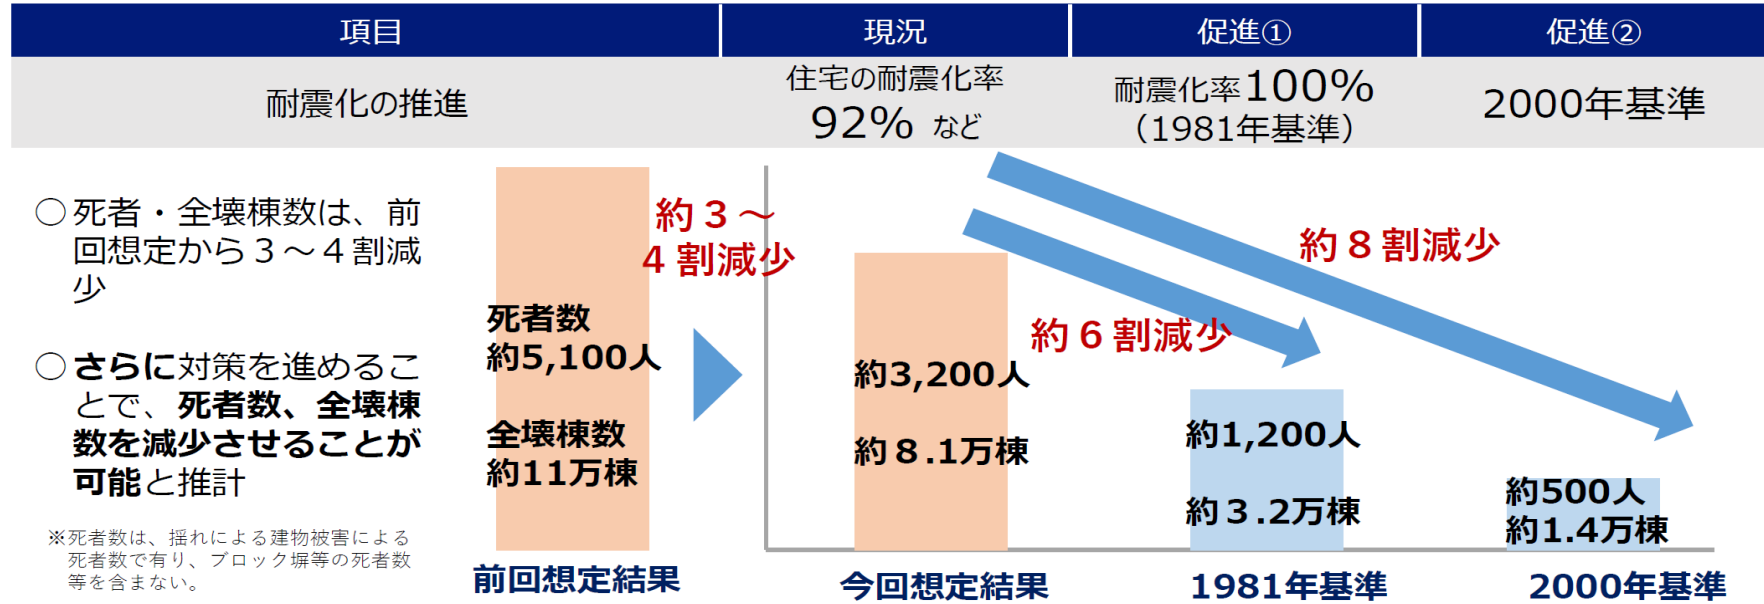 項目
現況
促進①
促進②
耐震化の推進
住宅の耐震化率
92% など
耐震化率100%
（1981年基準）
2000年基準
○死者・全壊棟数は、前
回想定から３～４割減
少
○さらに対策を進めるこ
とで、死者数、全壊棟
数を減少させることが
可能と推計
※死者数は、揺れによる建物被害による
死者数で有り、ブロック塀等の死者数
等を含まない。
死者数
約5,100人
全壊棟数
約11万棟
前回想定結果
約３～
４割減少
約3,200人
約８.1万棟
今回想定結果
約６割減少
約1,200人
約３.2万棟
1981年基準
約８割減少
約500人
約1.4万棟
2000年基準